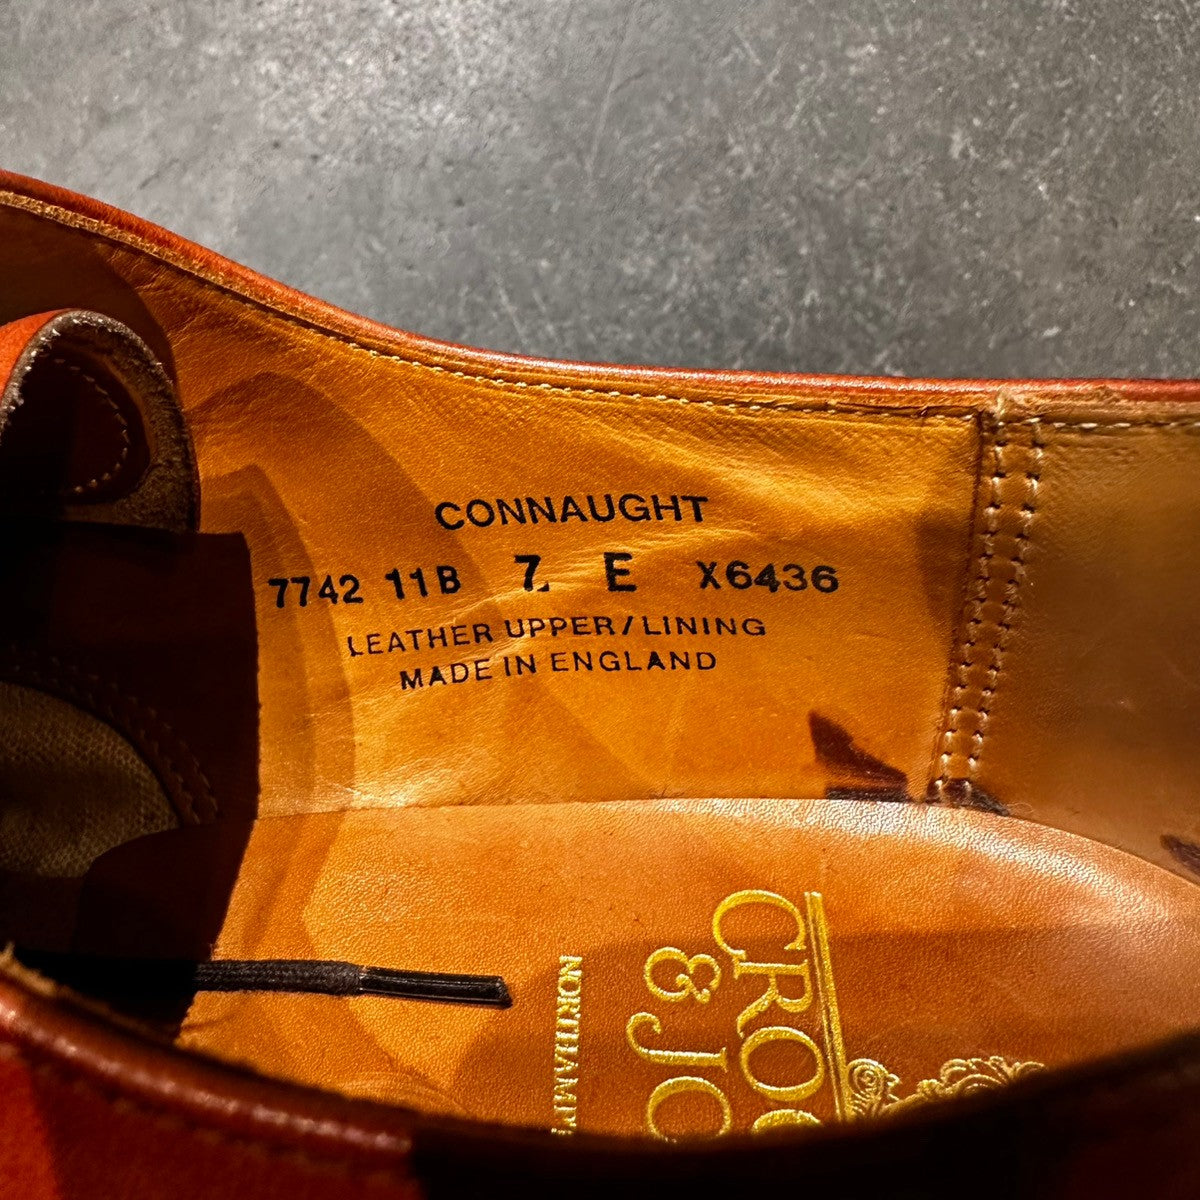 CONNAUGHT
7742 11B 7. E X6436
LEATHER UPPER/LINING
MADE IN ENGLAND
&